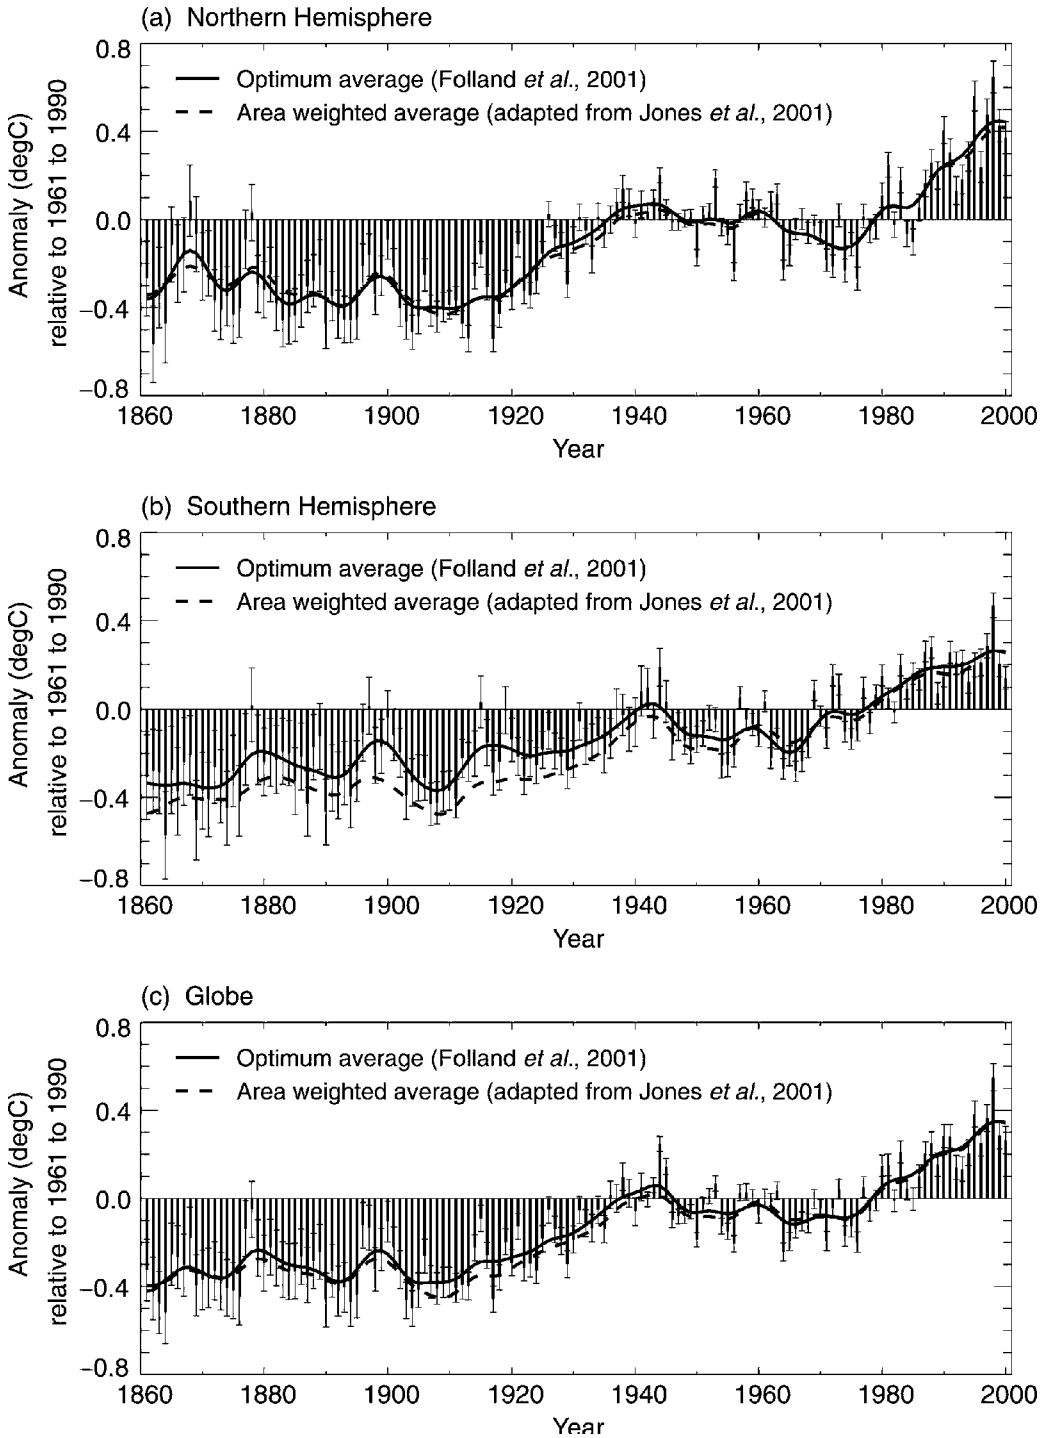 (a) Northern Hemisphere
0.8
Optimum average (Folland et al., 2001)
Area weighted average (adapted from Jones et al., 2001)
0.4
0.0
−0.4
−0.8
Anomaly (degC)
relative to 1961 to 1990
1860 1880 1900 1920 1940 1960 1980 2000
Year
(b) Southern Hemisphere
0.8
Optimum average (Folland et al., 2001)
Area weighted average (adapted from Jones et al., 2001)
0.4
0.0
−0.4
−0.8
Anomaly (degC)
relative to 1961 to 1990
1860 1880 1900 1920 1940 1960 1980 2000
Year
(c) Globe
0.8
Optimum average (Folland et al., 2001)
Area weighted average (adapted from Jones et al., 2001)
0.4
0.0
−0.4
−0.8
Anomaly (degC)
relative to 1961 to 1990
1860 1880 1900 1920 1940 1960 1980 2000
Year